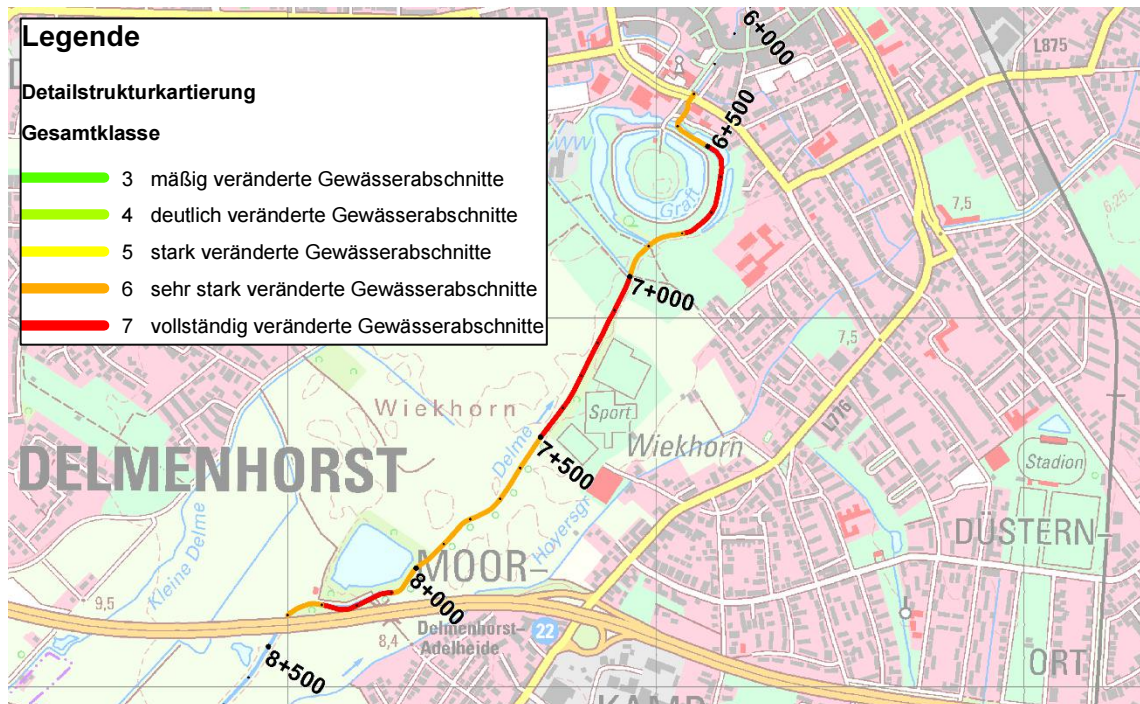 Legende
Detailstrukturkartierung
Gesamtklasse
3 mäßig veränderte Gewässerabschnitte
4 deutlich veränderte Gewässerabschnitte
5 stark veränderte Gewässerabschnitte
6 sehr stark veränderte Gewässerabschnitte
7 vollständig veränderte Gewässerabschnitte
6+000
L875
6+500
WW
Graft
7,5
6,25
7+000
7,5
L716
Wiekhorn
Sport
Wiekhorn
Delme
7+500
Stadion
DELMENHORST
Hoyersgr
DÜSTERN-
Kleine Delme
MOOR-
8+000
9,5
8,4
Delmenhorst-
Adelheide
22
8+500
ORT
KAMP